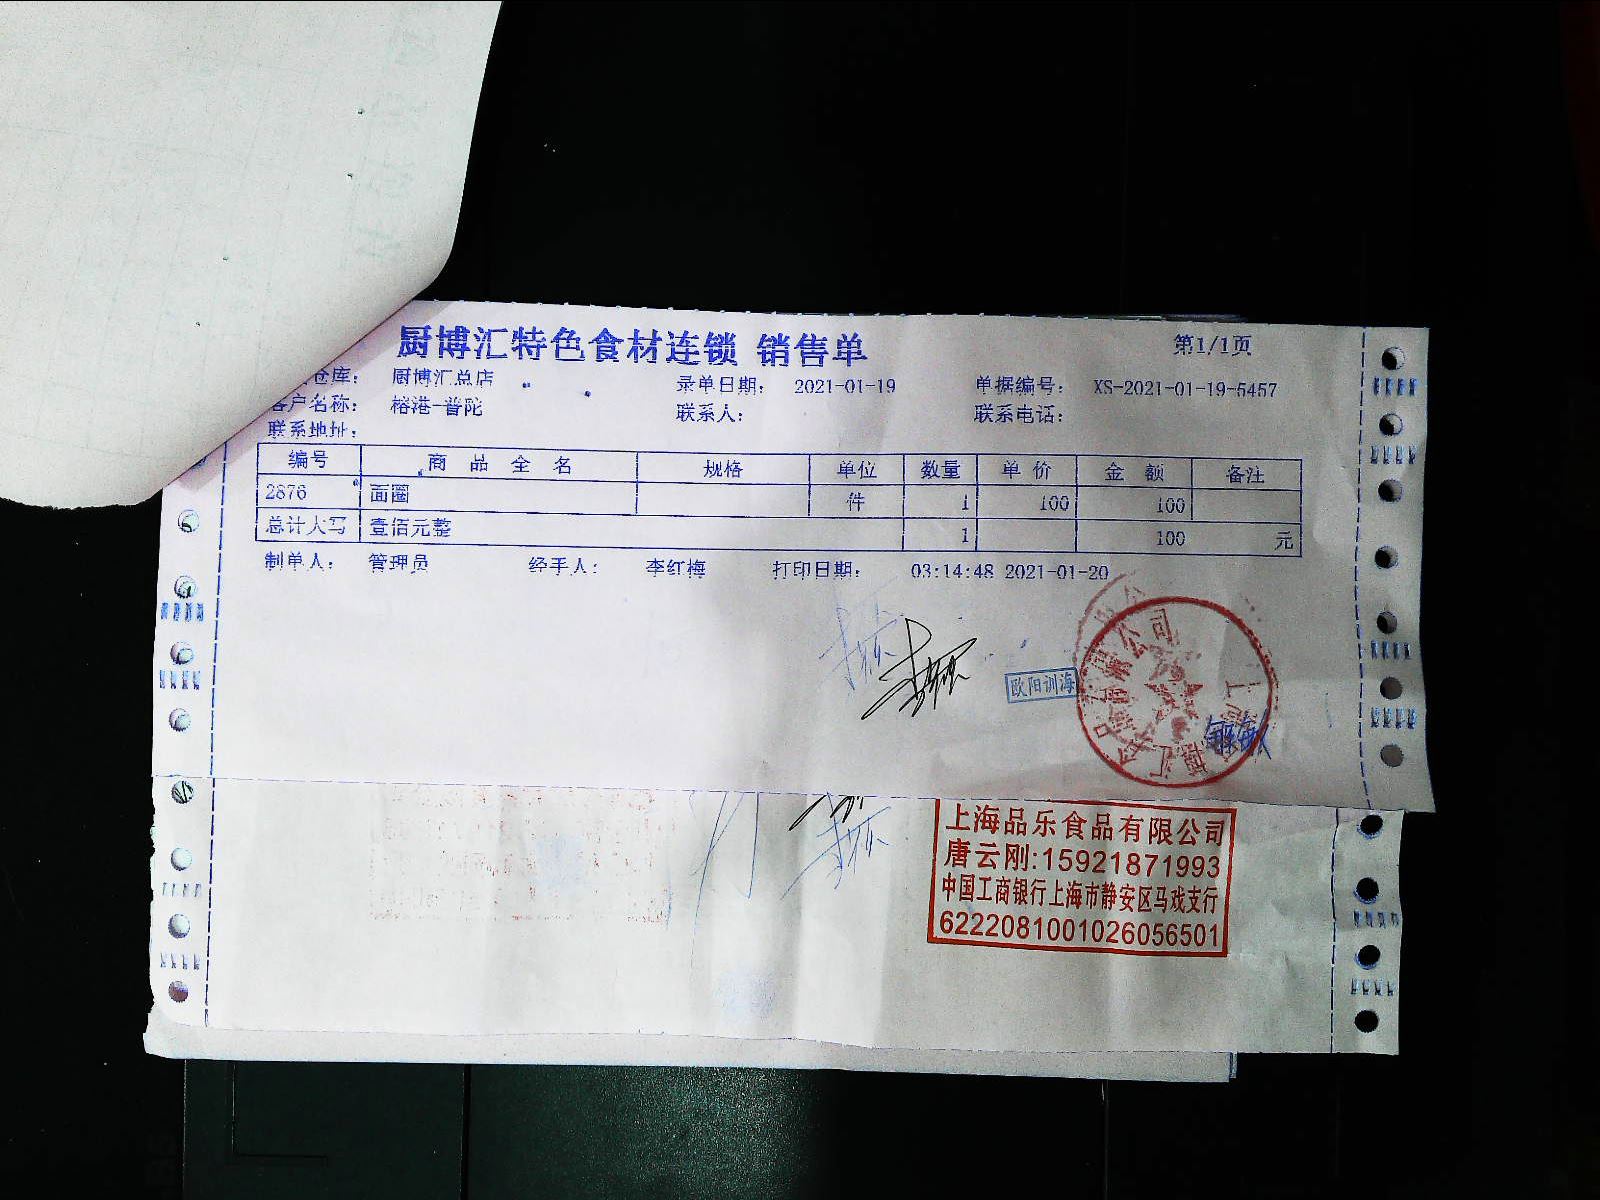 厨博汇特色食材连锁 销售单 第1/1页
仓库： 厨博汇总店 录单日期： 2021-01-19 单据编号： XS-2021-01-19-5457
客户名称： 榕港-普陀 联系人： 联系电话：
联系地址：
编号 商品全名 规格 单位 数量 单价 金额 备注
2876 面圈 件 1 100 100
总计大写 壹佰元整 1 100 元
制单人： 管理员 经手人： 李红梅 打印日期： 03:14:48 2021-01-20
欧阳训海
上海品乐食品有限公司
唐云刚:15921871993
中国工商银行上海市静安区马戏支行
6222081001026056501